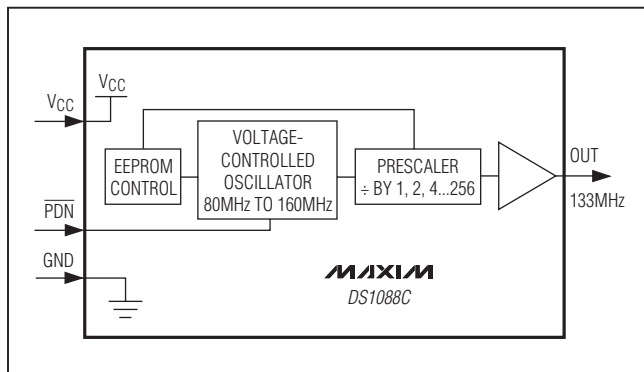 VCC
VCC
EEPROM
CONTROL
VOLTAGE-
CONTROLLED
OSCILLATOR
80MHz TO 160MHz
PRESCALER
÷ BY 1, 2, 4...256
OUT
133MHz
PDN
GND
MAXIM
DS1088C